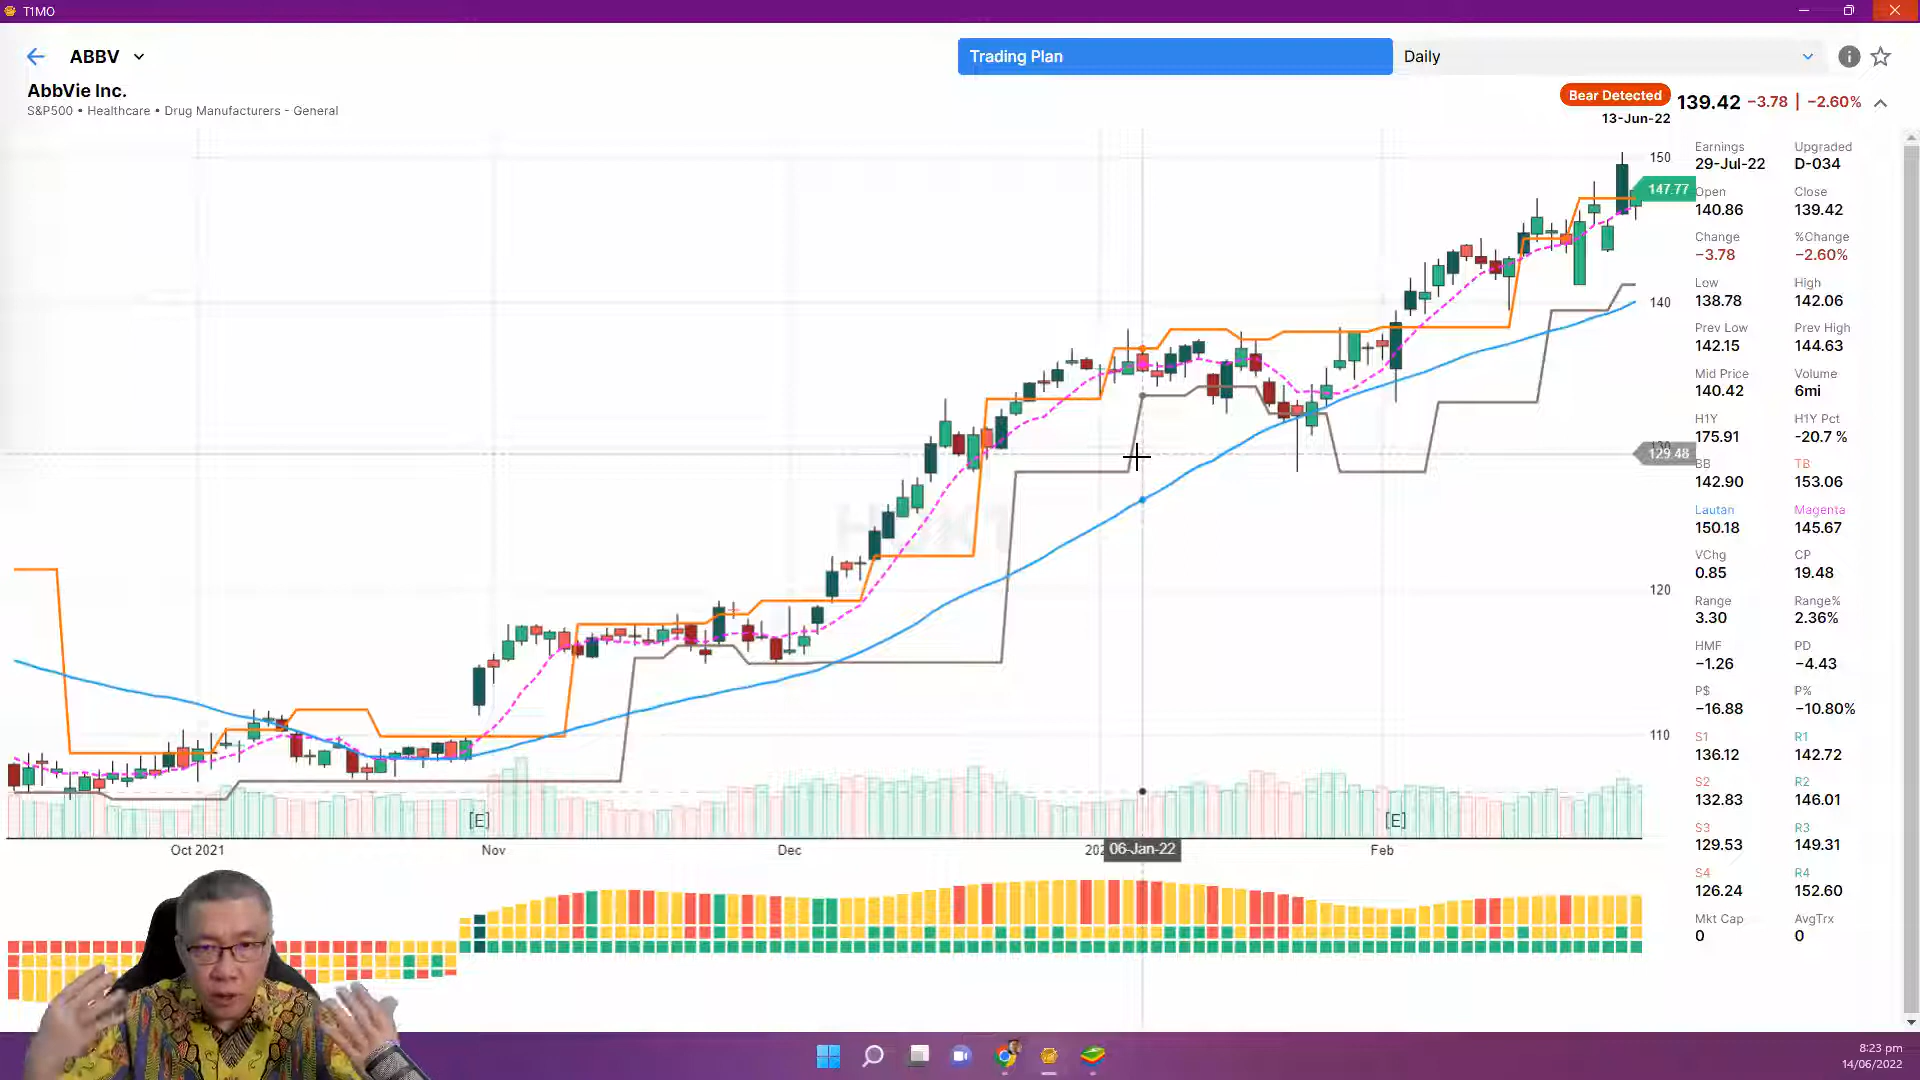 T1MO
ABBV
Trading Plan
Daily
AbbVie Inc.
S&P500 • Healthcare • Drug Manufacturers - General
Bear Detected
139.42 −3.78 | −2.60%
13-Jun-22
Earnings Upgraded
29-Jul-22 D-034
Open Close
140.86 139.42
Change %Change
−3.78 −2.60%
Low High
138.78 142.06
Prev Low Prev High
142.15 144.63
Mid Price Volume
140.42 6mi
H1Y H1Y Pct
175.91 -20.7 %
BB TB
142.90 153.06
Lautan Magenta
150.18 145.67
VChg CP
0.85 19.48
Range Range%
3.30 2.36%
HMF PD
−1.26 −4.43
P$ P%
−16.88 −10.80%
S1 R1
136.12 142.72
S2 R2
132.83 146.01
S3 R3
129.53 149.31
S4 R4
126.24 152.60
Mkt Cap AvgTrx
0 0
150
147.77
140
130
129.48
120
110
[E]
[E]
Oct 2021 Nov Dec 202 06-Jan-22 Feb
8:23 pm
14/06/2022